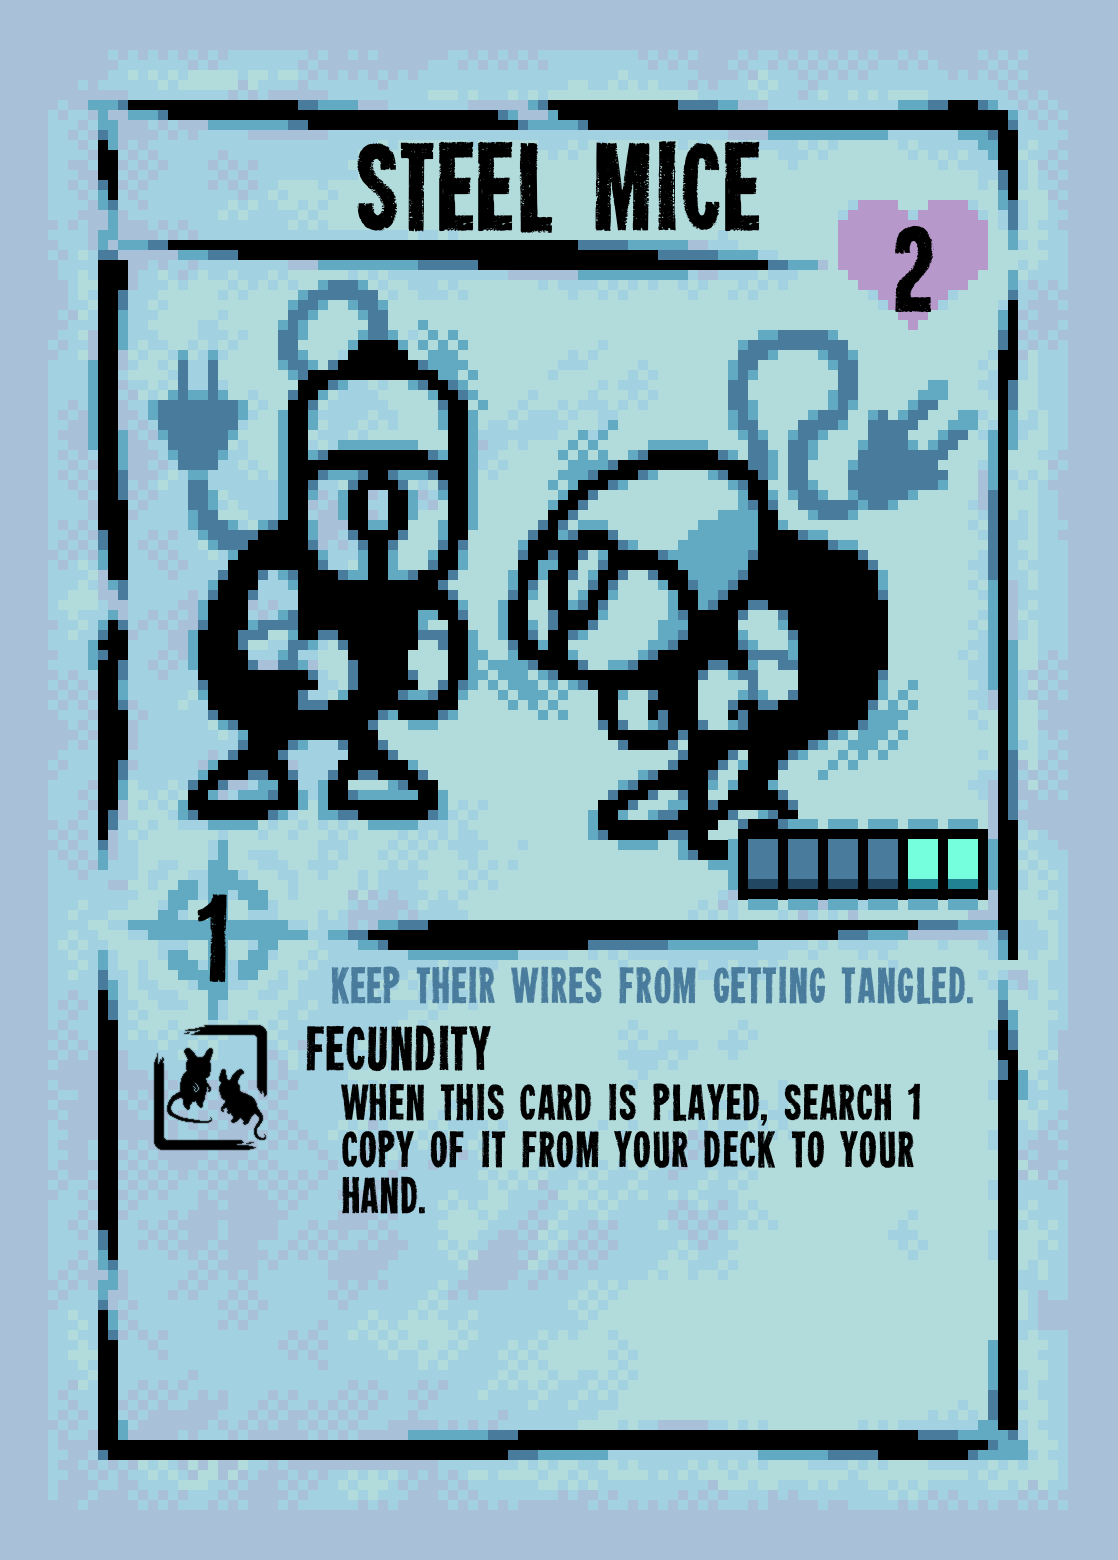 STEEL MICE
2
1
KEEP THEIR WIRES FROM GETTING TANGLED.
FECUNDITY
WHEN THIS CARD IS PLAYED, SEARCH 1
COPY OF IT FROM YOUR DECK TO YOUR
HAND.